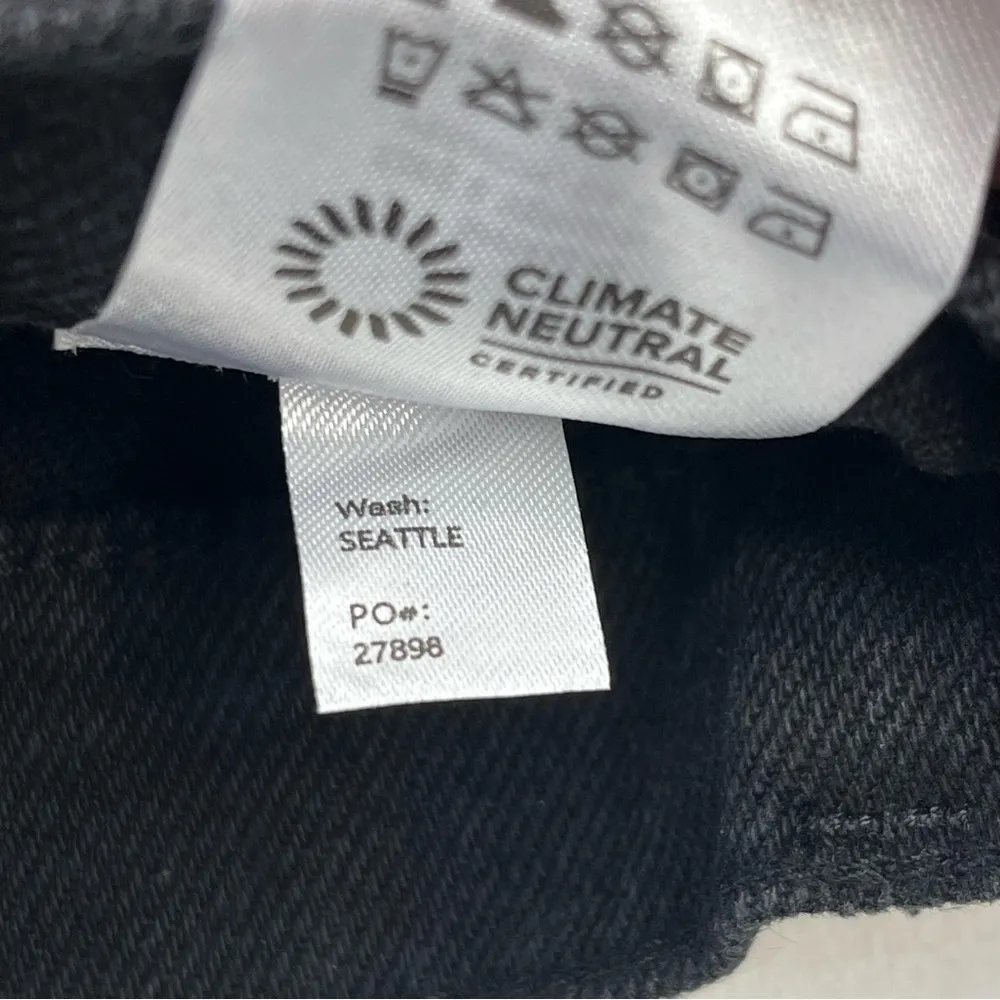 CLIMATE
NEUTRAL
CERTIFIED
Wash:
SEATTLE
PO#:
27898